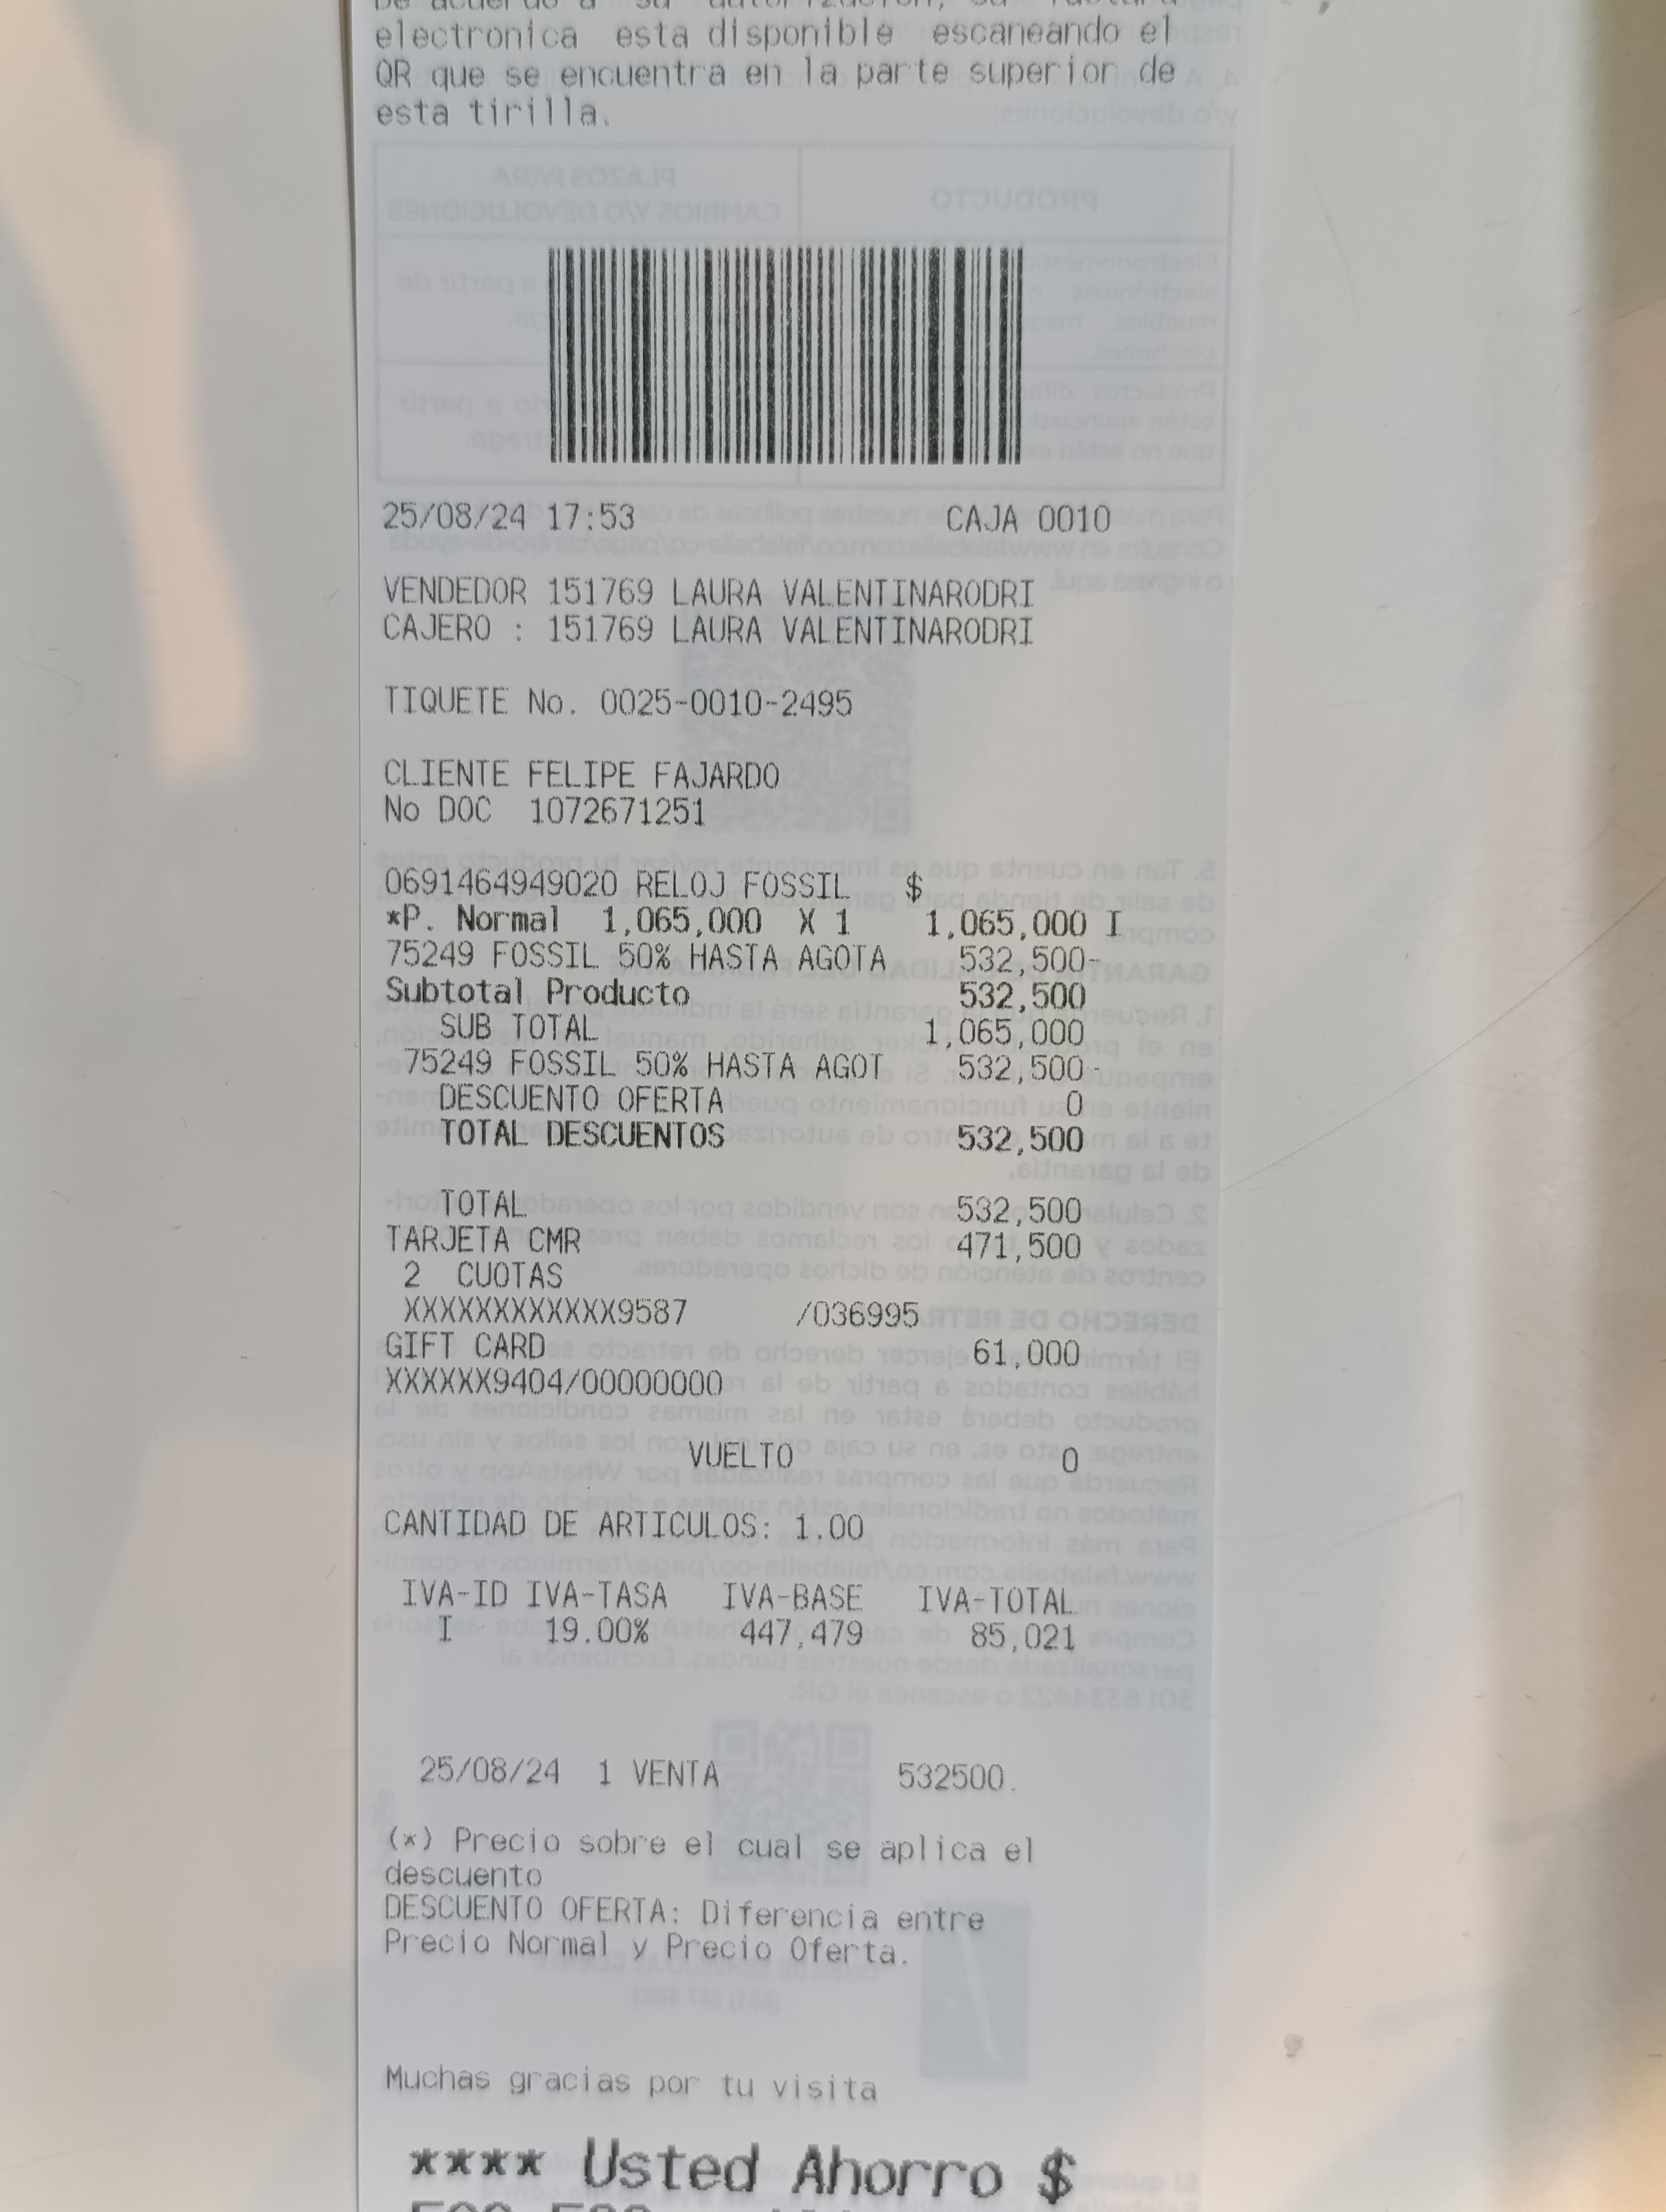 De acuerdo a su autorizacion, su factura
electronica esta disponible escaneando el
QR que se encuentra en la parte superior de
esta tirilla.
25/08/24 17:53 CAJA 0010
VENDEDOR 151769 LAURA VALENTINARODRI
CAJERO : 151769 LAURA VALENTINARODRI
TIQUETE No. 0025-0010-2495
CLIENTE FELIPE FAJARDO
No DOC 1072671251
0691464949020 RELOJ FOSSIL $
*P. Normal 1,065,000 X 1 1,065,000 I
75249 FOSSIL 50% HASTA AGOTA 532,500-
Subtotal Producto 532,500
SUB TOTAL 1,065,000
75249 FOSSIL 50% HASTA AGOT 532,500-
DESCUENTO OFERTA 0
TOTAL DESCUENTOS 532,500
TOTAL 532,500
TARJETA CMR 471,500
2 CUOTAS
XXXXXXXXXXXX9587 /036995
GIFT CARD 61,000
XXXXXX9404/00000000
VUELTO 0
CANTIDAD DE ARTICULOS: 1.00
IVA-ID IVA-TASA IVA-BASE IVA-TOTAL
I 19.00% 447,479 85,021
25/08/24 1 VENTA 532500.
(*) Precio sobre el cual se aplica el
descuento
DESCUENTO OFERTA: Diferencia entre
Precio Normal y Precio Oferta.
Muchas gracias por tu visita
**** Usted Ahorro $